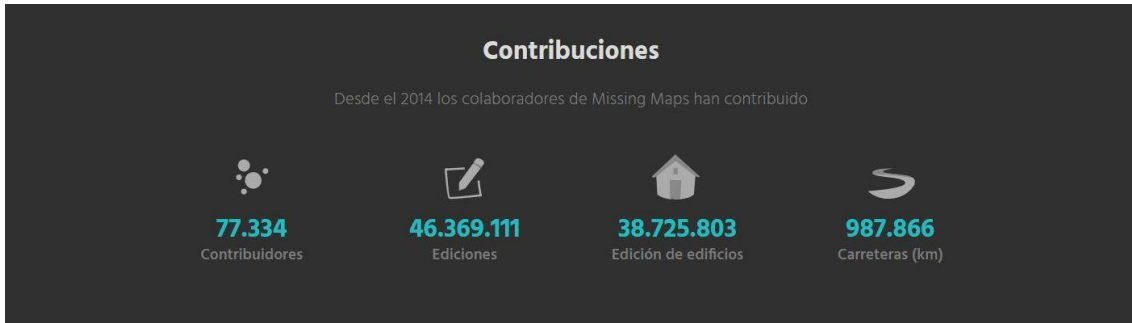 Contribuciones
Desde el 2014 los colaboradores de Missing Maps han contribuido
77.334
Contribuidores
46.369.111
Ediciones
38.725.803
Edición de edificios
987.866
Carreteras (km)